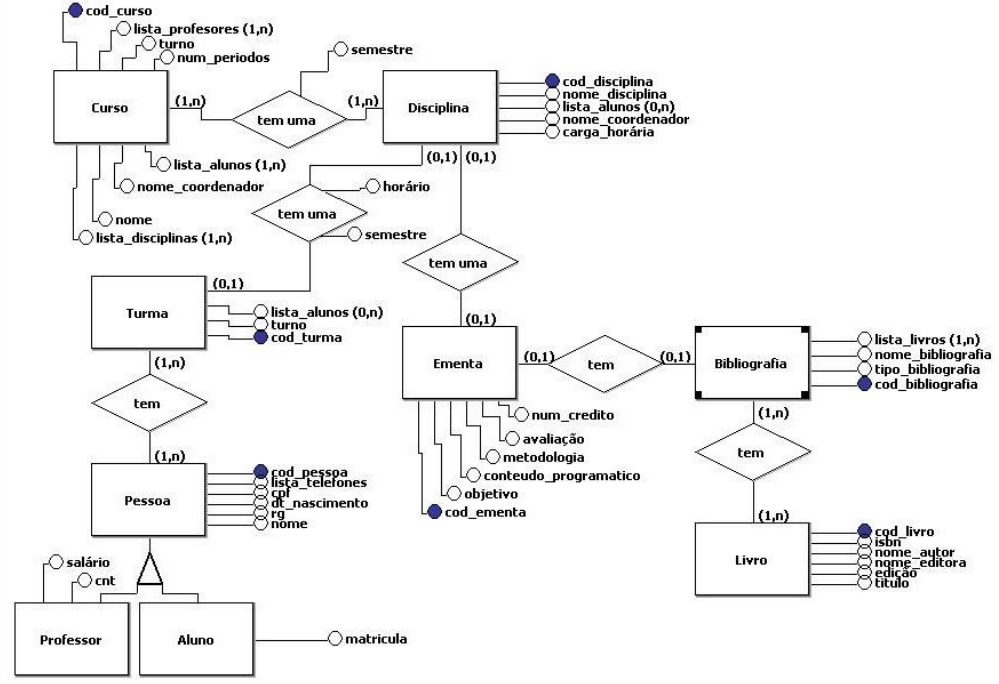 cod_curso
lista_profesores (1,n)
turno
num_periodos
Curso
(1,n)
tem uma
semestre
(1,n)
Disciplina
cod_disciplina
nome_disciplina
lista_alunos (0,n)
nome_coordenador
carga_horária
lista_alunos (1,n)
nome_coordenador
nome
lista_disciplinas (1,n)
(0,1)
(0,1)
horário
tem uma
semestre
(0,1)
tem uma
(0,1)
Turma
lista_alunos (0,n)
turno
cod_turma
(1,n)
tem
(1,n)
Ementa
(0,1)
tem
(0,1)
Bibliografia
lista_livros (1,n)
nome_bibliografia
tipo_bibliografia
cod_bibliografia
num_credito
avaliação
metodologia
conteudo_programatico
objetivo
cod_ementa
(1,n)
tem
(1,n)
Pessoa
cod_pessoa
lista_telefones
cpf
dt_nascimento
rg
nome
Livro
cod_livro
isbn
nome_autor
nome_editora
edição
titulo
salário
cnt
Professor
Aluno
matricula